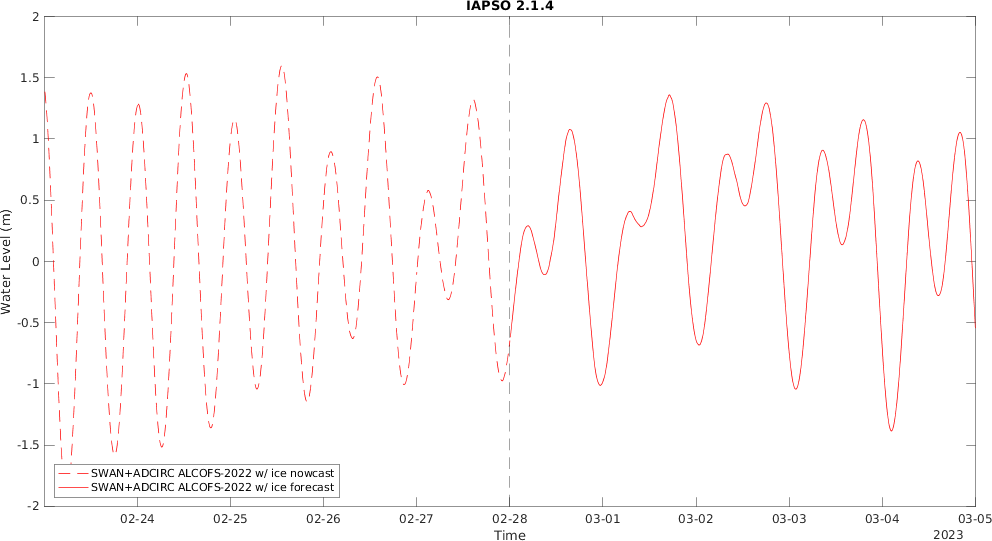 IAPSO 2.1.4
2
1.5
1
0.5
0
-0.5
-1
-1.5
-2
Water Level (m)
SWAN+ADCIRC ALCOFS-2022 w/ ice nowcast
SWAN+ADCIRC ALCOFS-2022 w/ ice forecast
02-24 02-25 02-26 02-27 02-28 03-01 03-02 03-03 03-04 03-05
Time
2023